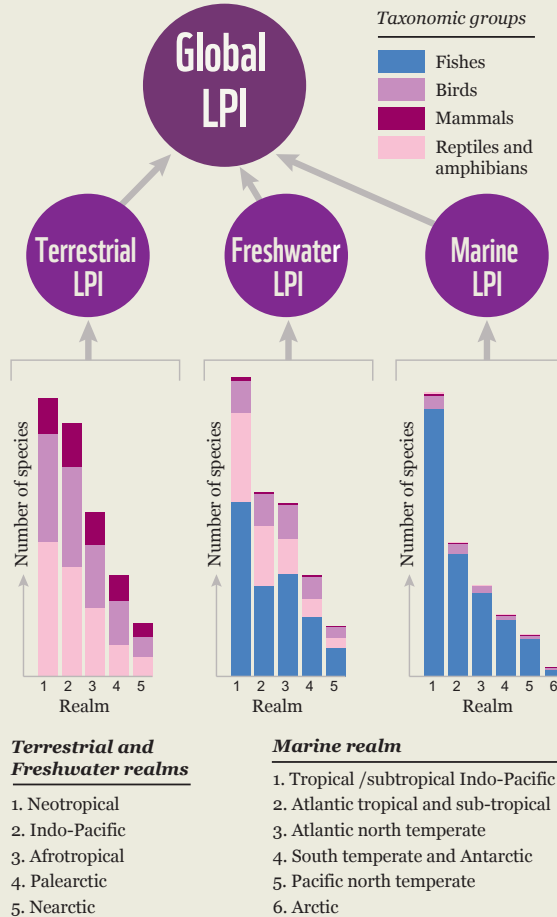 Global
LPI
Taxonomic groups
Fishes
Birds
Mammals
Reptiles and
amphibians
Terrestrial
LPI
Freshwater
LPI
Marine
LPI
Number of species
1 2 3 4 5
Realm
Number of species
1 2 3 4 5
Realm
Number of species
1 2 3 4 5 6
Realm
Terrestrial and
Freshwater realms
1. Neotropical
2. Indo-Pacific
3. Afrotropical
4. Palearctic
5. Nearctic
Marine realm
1. Tropical /subtropical Indo-Pacific
2. Atlantic tropical and sub-tropical
3. Atlantic north temperate
4. South temperate and Antarctic
5. Pacific north temperate
6. Arctic